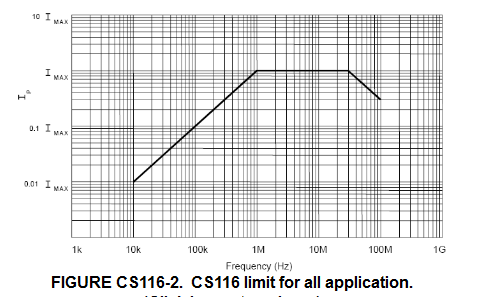 10 I MAX
I MAX
0.1 I MAX
0.01 I MAX
I P
1k 10k 100k 1M 10M 100M 1G
Frequency (Hz)
FIGURE CS116-2. CS116 limit for all application.